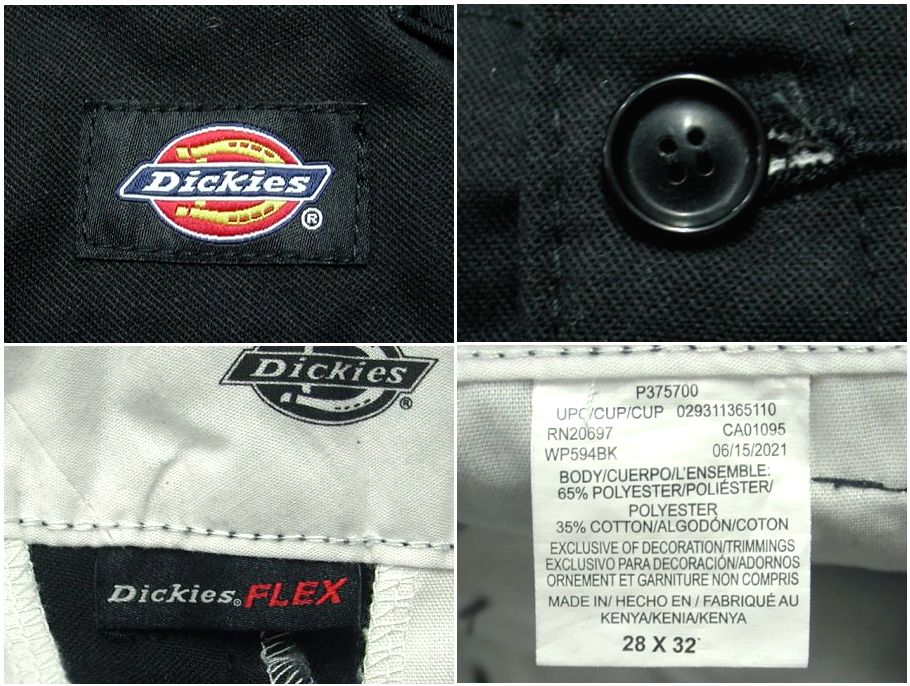 Dickies
®
Dickies
®
Dickies® FLEX
P375700
UPC/CUP/CUP 029311365110
RN20697 CA01095
WP594BK 06/15/2021
BODY/CUERPO/L'ENSEMBLE:
65% POLYESTER/POLIÉSTER/
POLYESTER
35% COTTON/ALGODÓN/COTON
EXCLUSIVE OF DECORATION/TRIMMINGS
EXCLUSIVO PARA DECORACIÓN/ADORNOS
ORNEMENT ET GARNITURE NON COMPRIS
MADE IN/ HECHO EN / FABRIQUÉ AU
KENYA/KENIA/KENYA
28 X 32